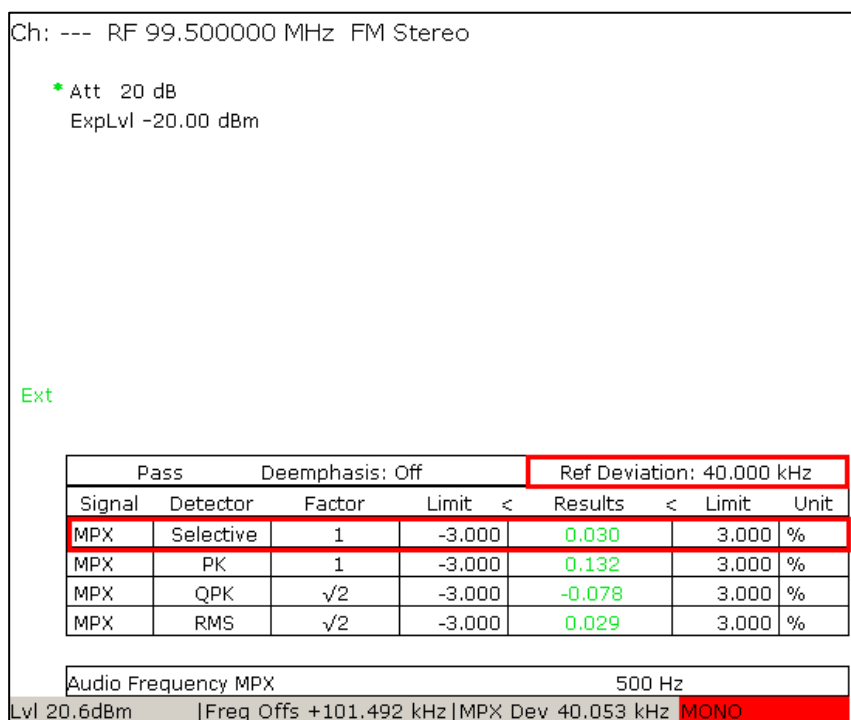 Ch: --- RF 99.500000 MHz FM Stereo
* Att 20 dB
ExpLvl -20.00 dBm
Ext
Pass Deemphasis: Off Ref Deviation: 40.000 kHz
Signal Detector Factor Limit < Results < Limit Unit
MPX Selective 1 -3.000 0.030 3.000 %
MPX PK 1 -3.000 0.132 3.000 %
MPX QPK √2 -3.000 -0.078 3.000 %
MPX RMS √2 -3.000 0.029 3.000 %
Audio Frequency MPX 500 Hz
Lvl 20.6dBm |Freq Offs +101.492 kHz|MPX Dev 40.053 kHz MONO